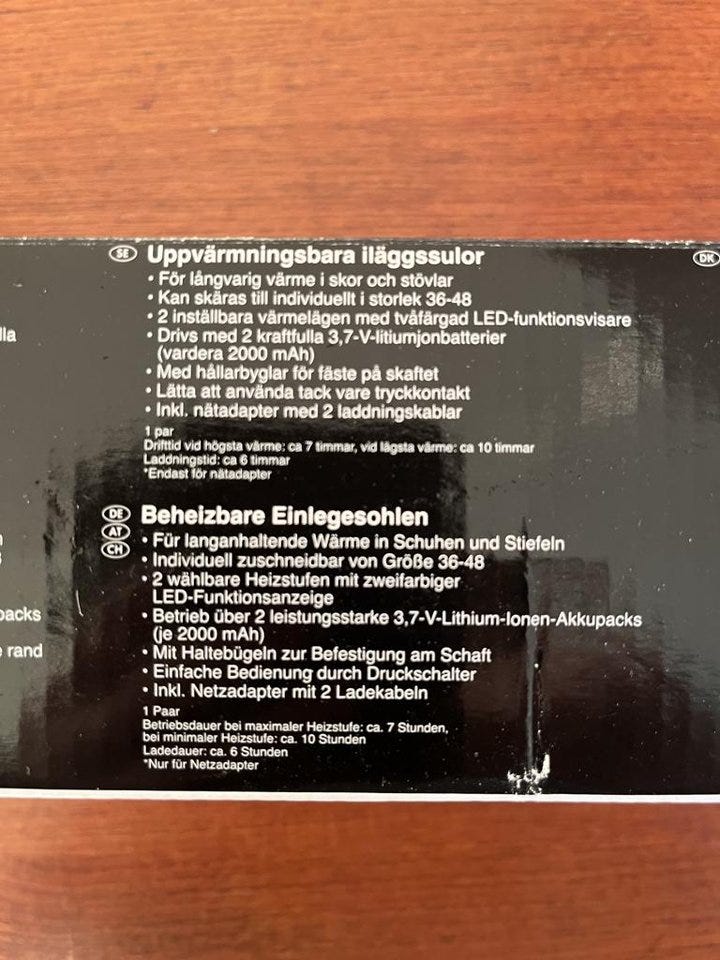 SE Uppvärmningsbara iläggssulor
• För långvarig värme i skor och stövlar
• Kan skäras till individuellt i storlek 36-48
• 2 inställbara värmelägen med tvåfärgad LED-funktionsvisare
• Drivs med 2 kraftfulla 3,7-V-litiumjonbatterier
(vardera 2000 mAh)
• Med hållarbyglar för fäste på skaftet
• Lätta att använda tack vare tryckkontakt
• Inkl. nätadapter med 2 laddningskablar
1 par
Drifttid vid högsta värme: ca 7 timmar, vid lägsta värme: ca 10 timmar
Laddningstid: ca 6 timmar
*Endast för nätadapter
DE AT CH Beheizbare Einlegesohlen
• Für langanhaltende Wärme in Schuhen und Stiefeln
• Individuell zuschneidbar von Größe 36-48
• 2 wählbare Heizstufen mit zweifarbiger
LED-Funktionsanzeige
• Betrieb über 2 leistungsstarke 3,7-V-Lithium-Ionen-Akkupacks
(je 2000 mAh)
• Mit Haltebügeln zur Befestigung am Schaft
• Einfache Bedienung durch Druckschalter
• Inkl. Netzadapter mit 2 Ladekabeln
1 Paar
Betriebsdauer bei maximaler Heizstufe: ca. 7 Stunden,
bei minimaler Heizstufe: ca. 10 Stunden
Ladedauer: ca. 6 Stunden
*Nur für Netzadapter
DK
rand